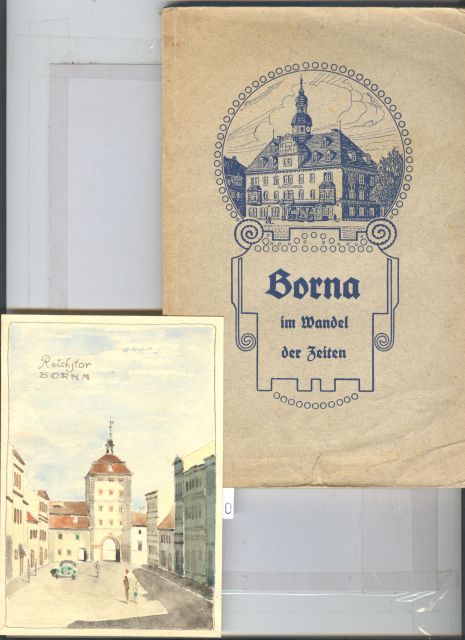 Borna
im Wandel
der Zeiten
Reichstor
BORNA